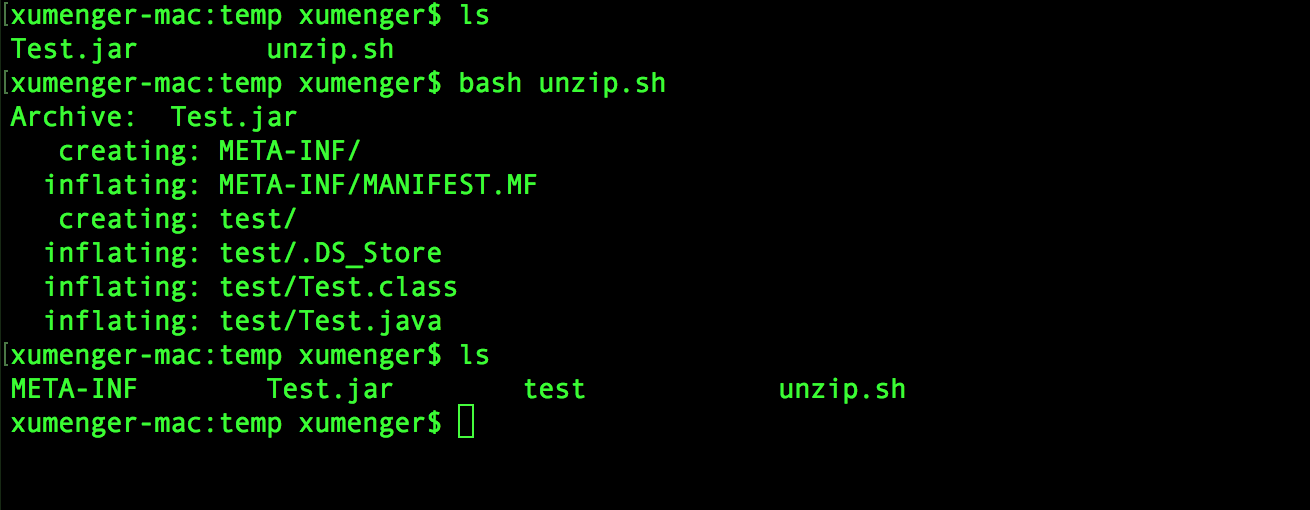 [xumenger-mac:temp xumenger$ ls
Test.jar        unzip.sh
[xumenger-mac:temp xumenger$ bash unzip.sh
Archive:  Test.jar
   creating: META-INF/
  inflating: META-INF/MANIFEST.MF
   creating: test/
  inflating: test/.DS_Store
  inflating: test/Test.class
  inflating: test/Test.java
[xumenger-mac:temp xumenger$ ls
META-INF        Test.jar        test            unzip.sh
xumenger-mac:temp xumenger$